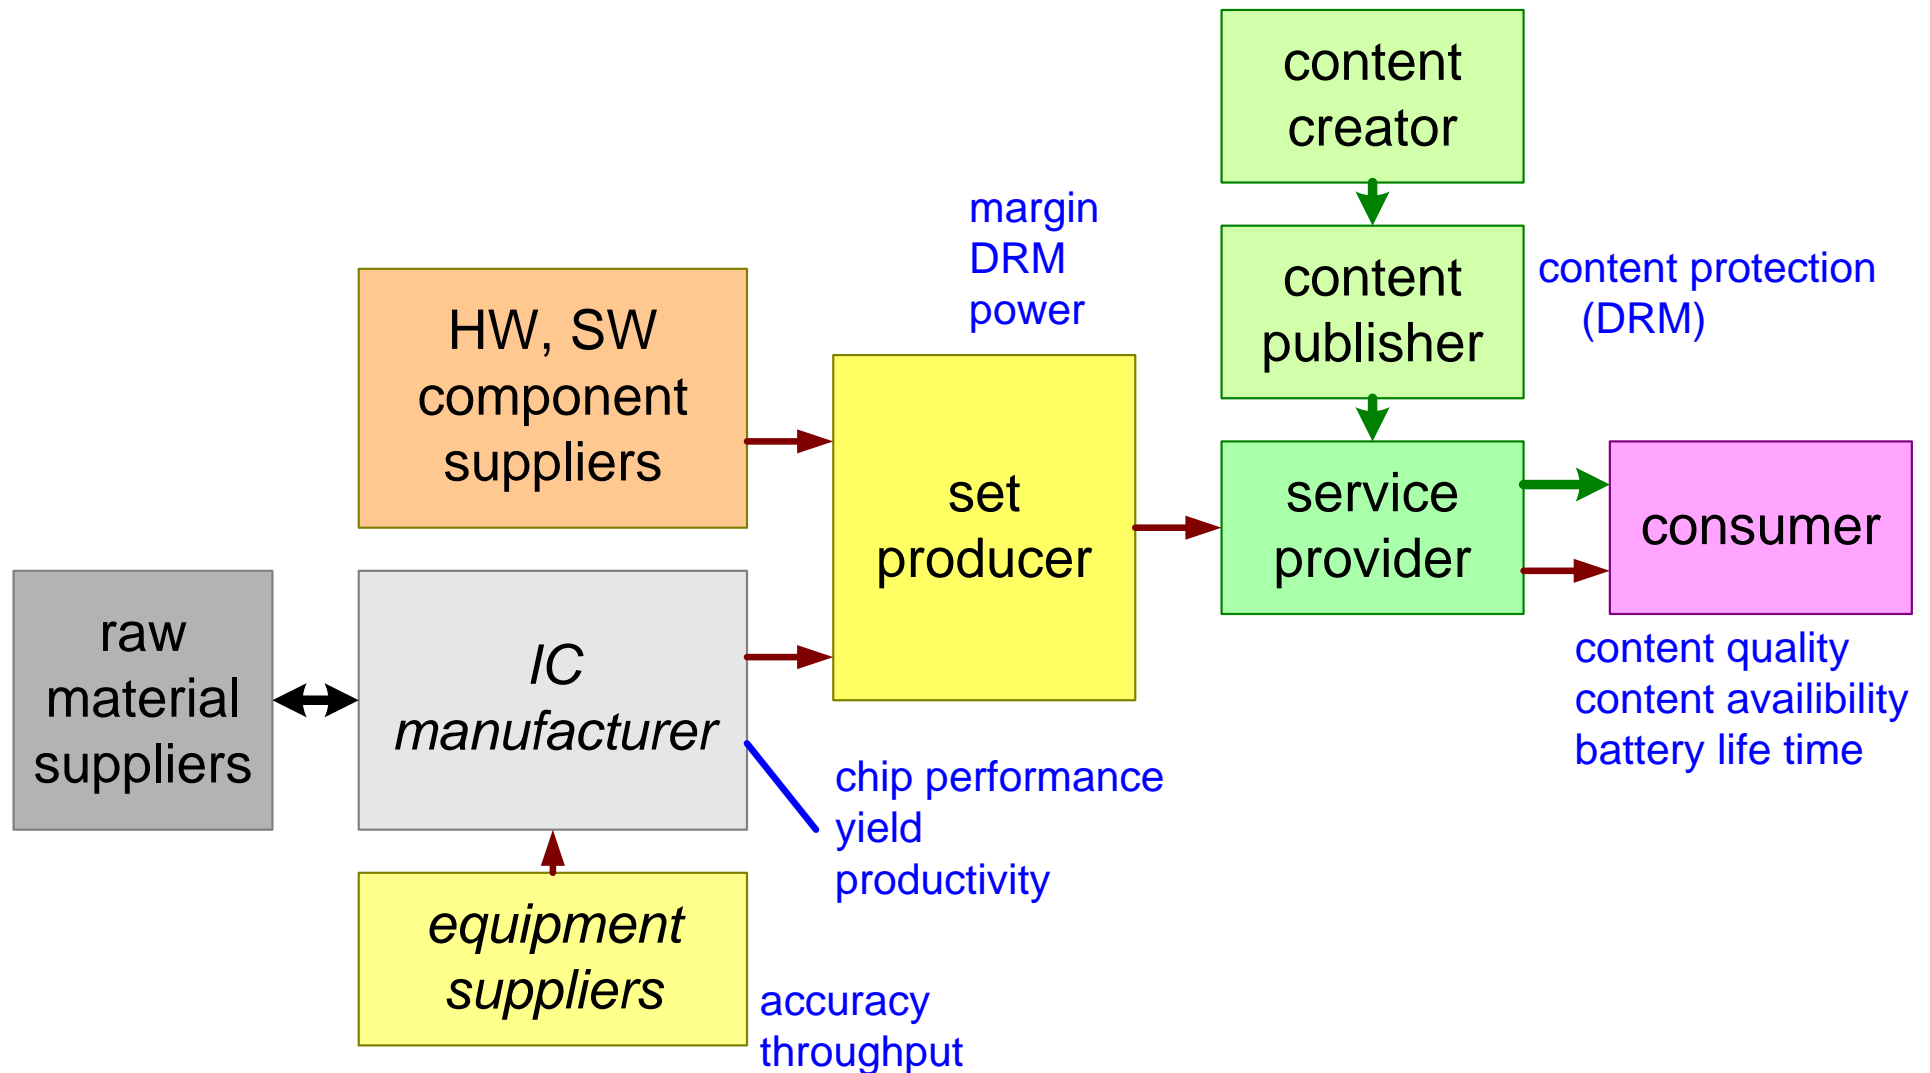 content
creator
margin
DRM
power
content
publisher
content protection
(DRM)
HW, SW
component
suppliers
set
producer
service
provider
consumer
raw
material
suppliers
IC
manufacturer
content quality
content availibility
battery life time
chip performance
yield
productivity
equipment
suppliers
accuracy
throughput